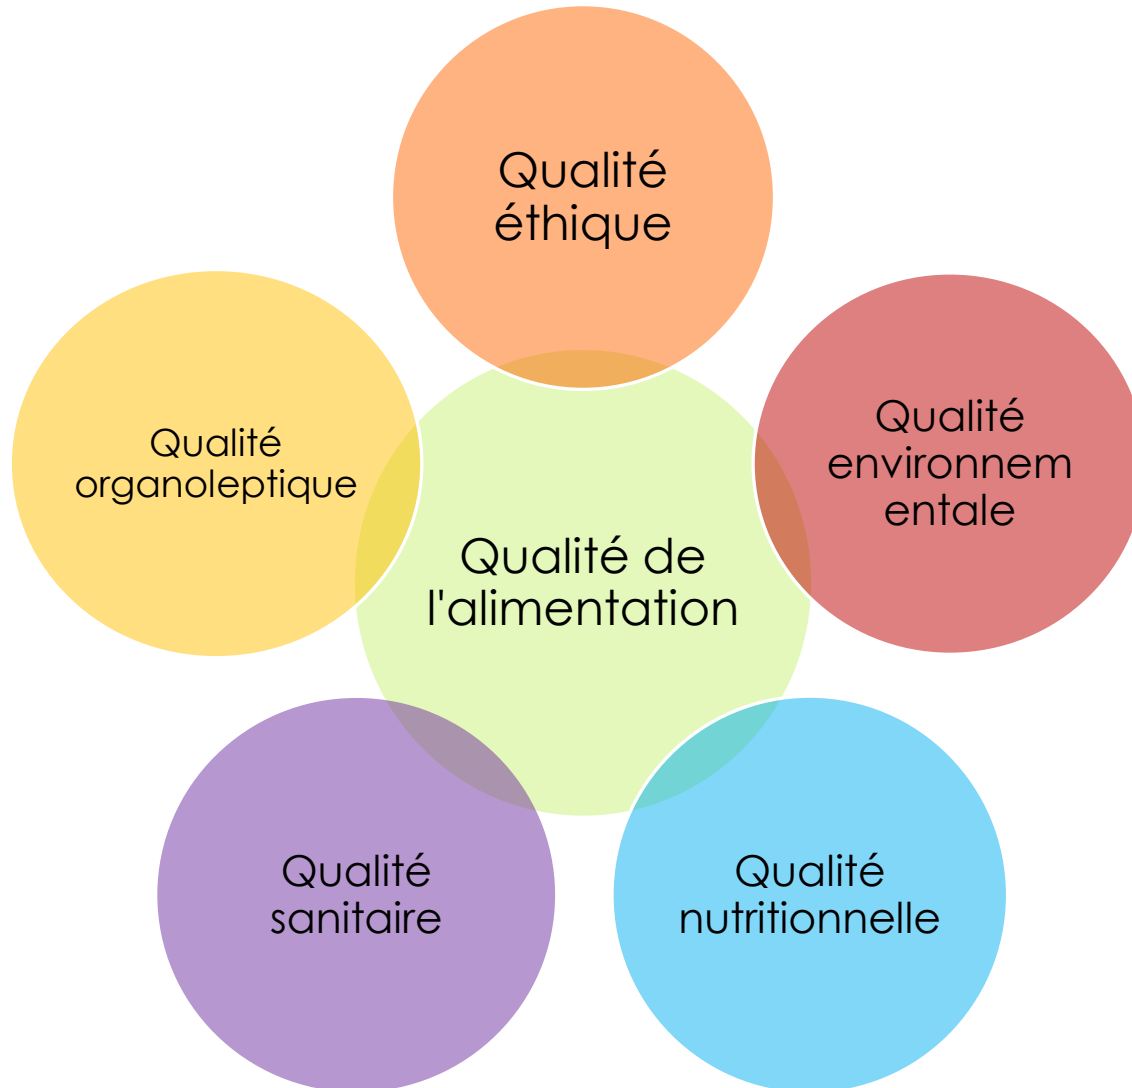 Qualité
éthique
Qualité
environnem
entale
Qualité
organoleptique
Qualité de
l'alimentation
Qualité
sanitaire
Qualité
nutritionnelle